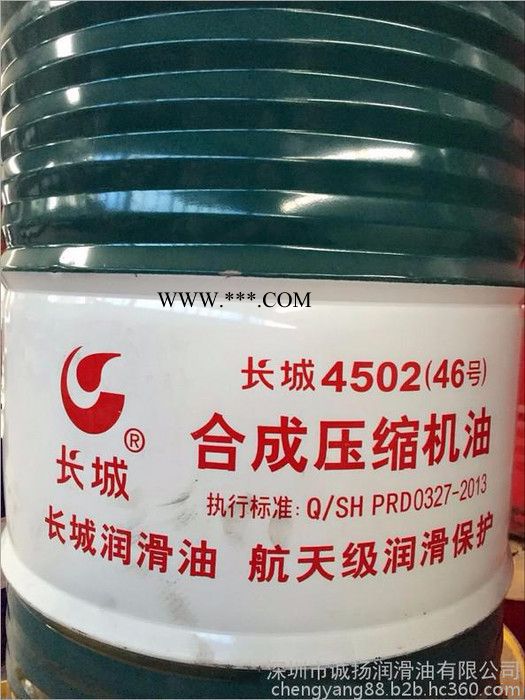 WWW.***.COM
长城4502(46号)
合成压缩机油
长城®
执行标准: Q/SH PRD0327-2013
长城润滑油 航天级润滑保护
深圳市诚扬润滑油有限公司
chengyang88.b2b.hc360.com